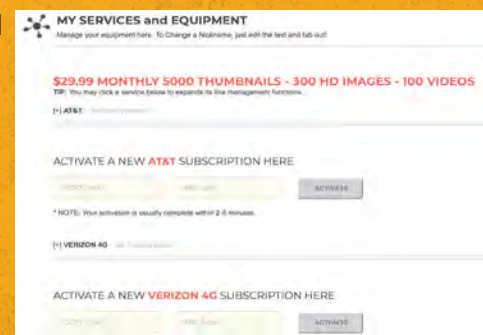 MY SERVICES and EQUIPMENT
Manage your equipment here. To Change a Nickname, just edit the text and tab out!
$29.99 MONTHLY 5000 THUMBNAILS - 300 HD IMAGES - 100 VIDEOS
TIP: You may click a service below to expands its line management functions.
[+] AT&T
ACTIVATE A NEW AT&T SUBSCRIPTION HERE
ACTIVATE
* NOTE: Your activation is usually complete within 2-5 minutes.
[+] VERIZON 4G
ACTIVATE A NEW VERIZON 4G SUBSCRIPTION HERE
ACTIVATE